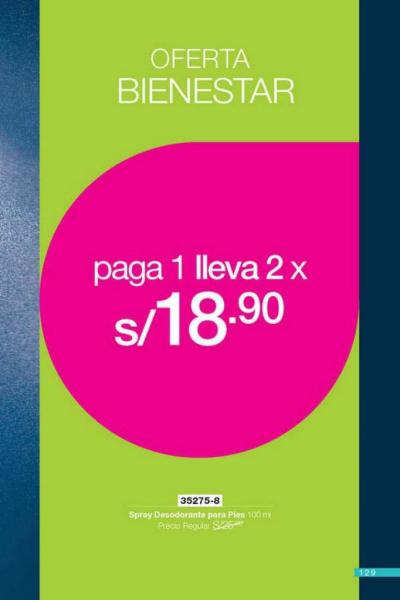 OFERTA
BIENESTAR
paga 1 lleva 2 x
s/18.90
35275-8
Spray Desodorante para Pies 100 ml
Precio Regular
129